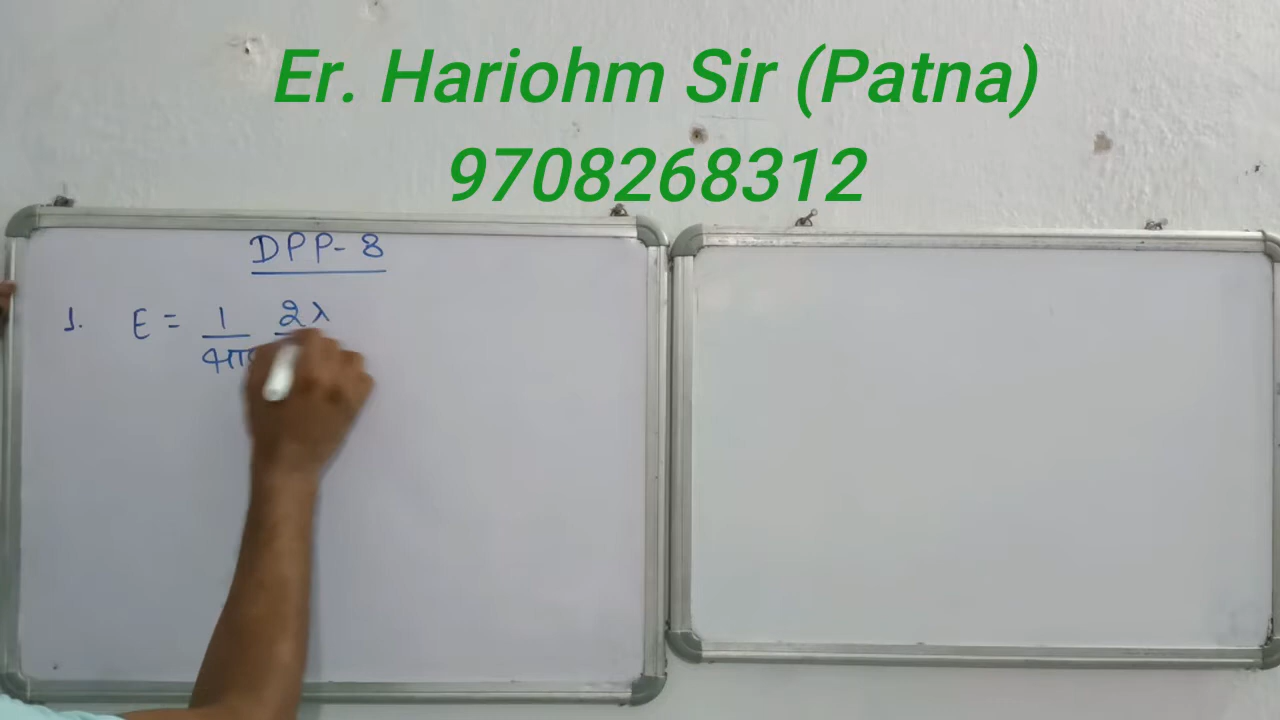 Er. Hariohm Sir (Patna)
9708268312
DPP-8
1. E = 1/4π 2λ